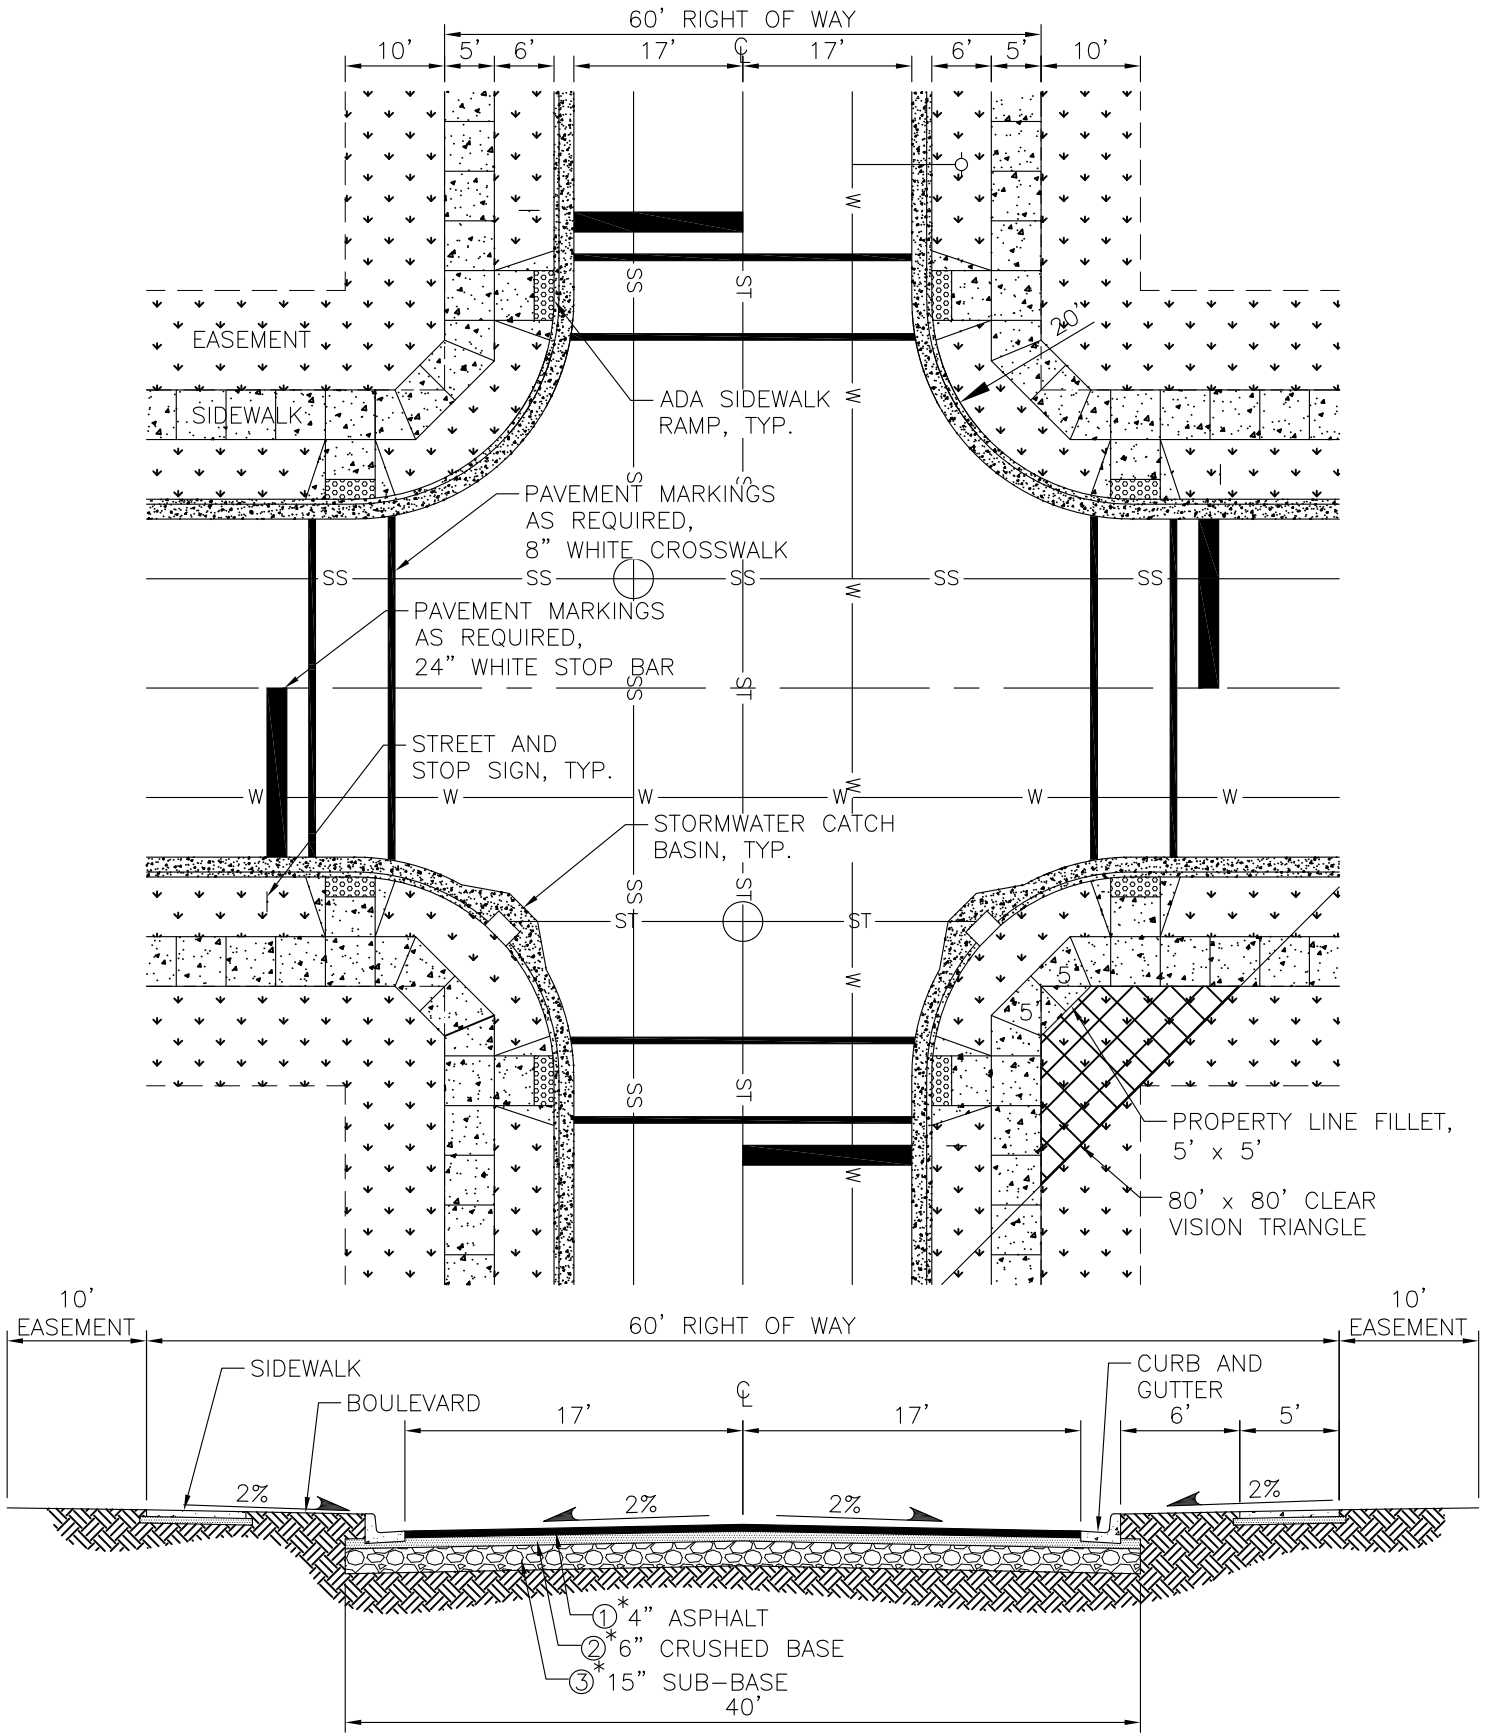 60' RIGHT OF WAY
10' 5' 6' 17' ℄ 17' 6' 5' 10'
W
SS ST
20'
EASEMENT
SIDEWALK
ADA SIDEWALK
RAMP, TYP.
W
SS ST
PAVEMENT MARKINGS
AS REQUIRED,
8" WHITE CROSSWALK
SS SS SS SS SS
W
PAVEMENT MARKINGS
AS REQUIRED,
24" WHITE STOP BAR
SS ST
STREET AND
STOP SIGN, TYP.
W
W W W W W W
STORMWATER CATCH
BASIN, TYP.
SS ST
ST ST
W
5'
5'
SS ST
PROPERTY LINE FILLET,
5' x 5'
W
80' x 80' CLEAR
VISION TRIANGLE
10'
EASEMENT
60' RIGHT OF WAY
10'
EASEMENT
SIDEWALK
BOULEVARD
CURB AND
GUTTER
17' ℄ 17' 6' 5'
2% 2% 2% 2%
1 *4" ASPHALT
2 *6" CRUSHED BASE
3 *15" SUB-BASE
40'